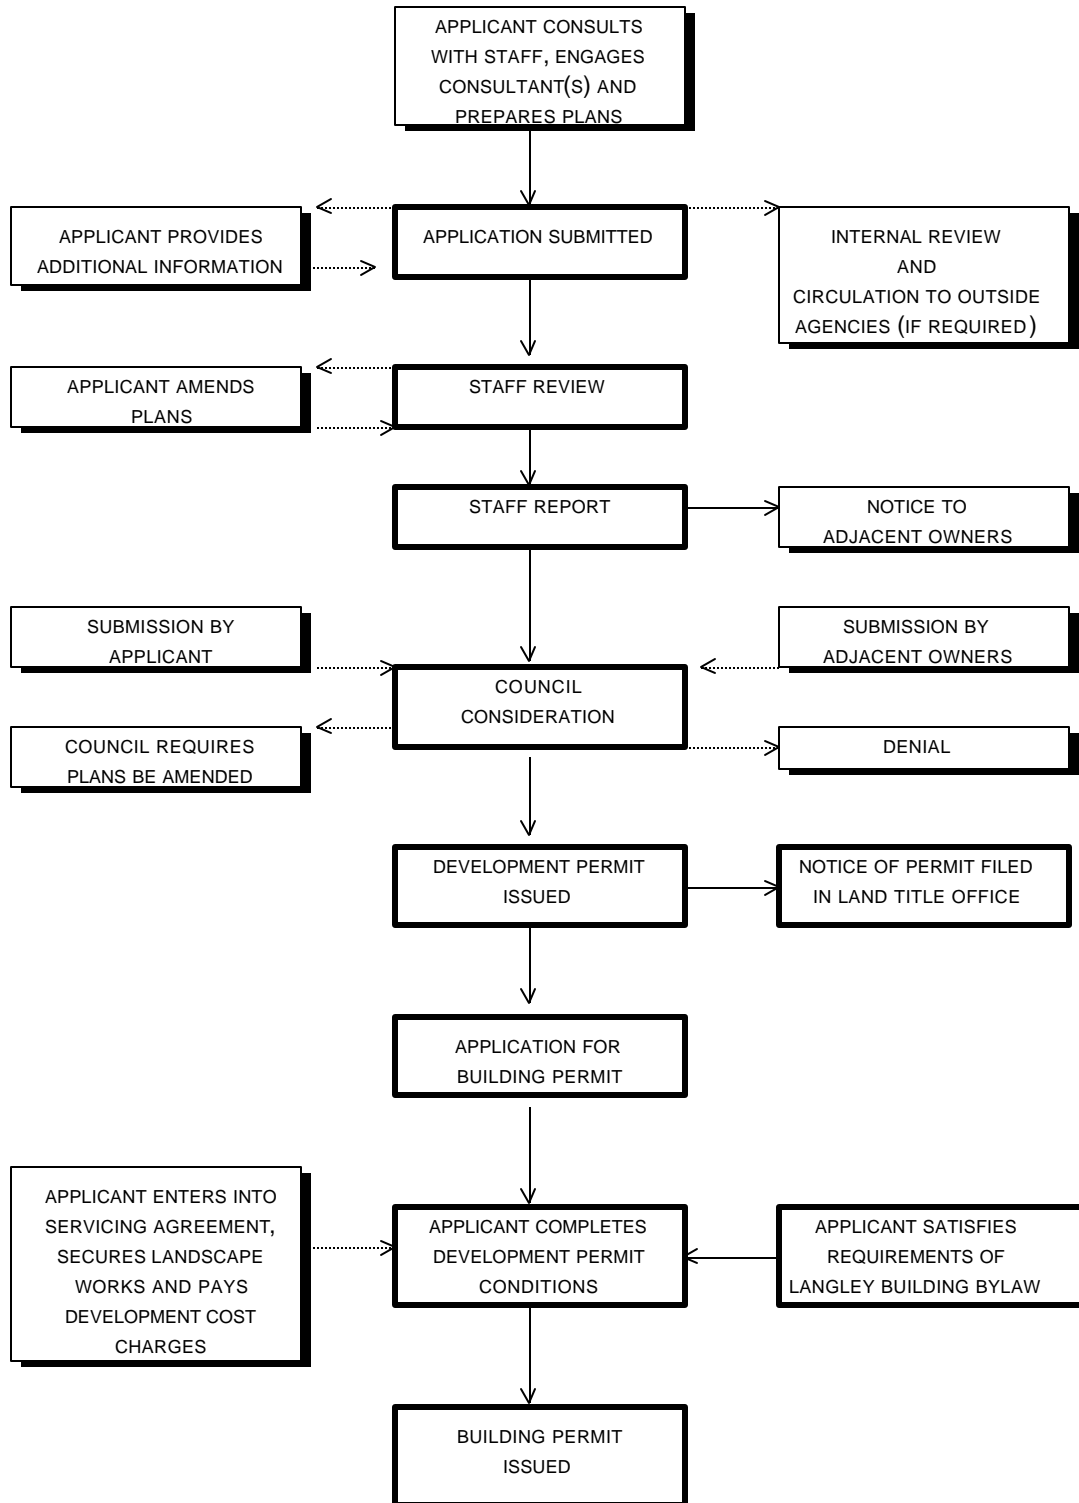 APPLICANT CONSULTS
WITH STAFF, ENGAGES
CONSULTANT(S) AND
PREPARES PLANS
APPLICANT PROVIDES
ADDITIONAL INFORMATION
APPLICATION SUBMITTED
INTERNAL REVIEW
AND
CIRCULATION TO OUTSIDE
AGENCIES (IF REQUIRED)
APPLICANT AMENDS
PLANS
STAFF REVIEW
STAFF REPORT
NOTICE TO
ADJACENT OWNERS
SUBMISSION BY
APPLICANT
SUBMISSION BY
ADJACENT OWNERS
COUNCIL
CONSIDERATION
COUNCIL REQUIRES
PLANS BE AMENDED
DENIAL
DEVELOPMENT PERMIT
ISSUED
NOTICE OF PERMIT FILED
IN LAND TITLE OFFICE
APPLICATION FOR
BUILDING PERMIT
APPLICANT ENTERS INTO
SERVICING AGREEMENT,
SECURES LANDSCAPE
WORKS AND PAYS
DEVELOPMENT COST
CHARGES
APPLICANT COMPLETES
DEVELOPMENT PERMIT
CONDITIONS
APPLICANT SATISFIES
REQUIREMENTS OF
LANGLEY BUILDING BYLAW
BUILDING PERMIT
ISSUED